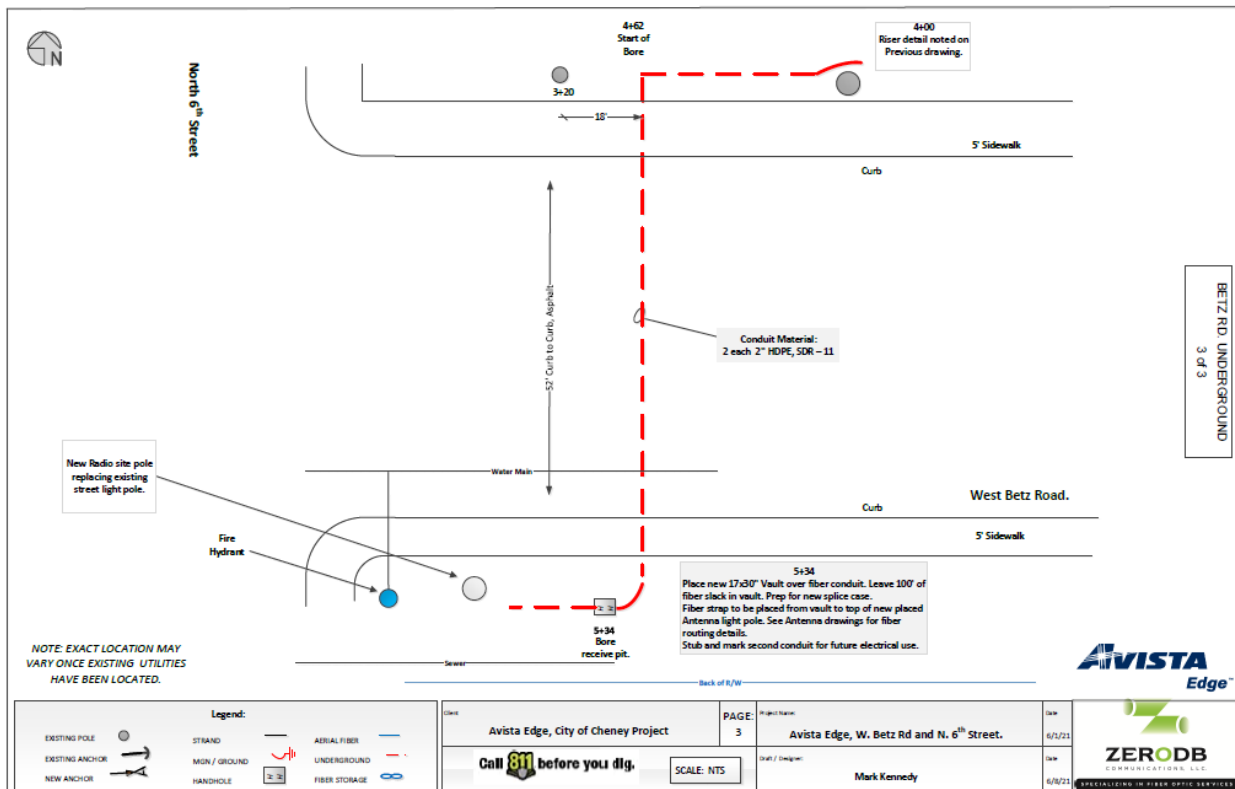 N
North 6th Street
4+62
Start of
Bore
4+00
Riser detail noted on
Previous drawing.
3+20
18'
5' Sidewalk
Curb
52' Curb to Curb, Asphalt
Conduit Material:
2 each 2" HDPE, SDR – 11
BETZ RD. UNDERGROUND
3 of 3
New Radio site pole
replacing existing
street light pole.
Water Main
West Betz Road.
Curb
5' Sidewalk
Fire
Hydrant
5+34
Place new 17x30" Vault over fiber conduit. Leave 100' of
fiber slack in vault. Prep for new splice case.
Fiber strap to be placed from vault to top of new placed
Antenna light pole. See Antenna drawings for fiber
routing details.
Stub and mark second conduit for future electrical use.
H H
5+34
Bore
receive pit.
NOTE: EXACT LOCATION MAY
VARY ONCE EXISTING UTILITIES
HAVE BEEN LOCATED.
Sewer
Back of R/W
AVISTA
Edge™
Legend:
EXISTING POLE
STRAND
AERIAL FIBER
EXISTING ANCHOR
MGN / GROUND
UNDERGROUND
NEW ANCHOR
HANDHOLE
H H
FIBER STORAGE
Client
Avista Edge, City of Cheney Project
PAGE:
3
Project Name:
Avista Edge, W. Betz Rd and N. 6th Street.
Date
6/1/21
Call 811 before you dig.
SCALE: NTS
Draft / Designer:
Mark Kennedy
Date
6/8/21
ZERODB
COMMUNICATIONS, LLC.
SPECIALIZING IN FIBER OPTIC SERVICES